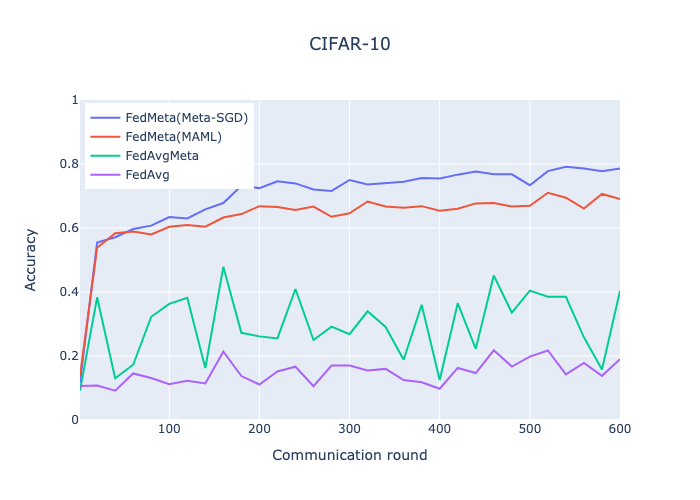 CIFAR-10
FedMeta(Meta-SGD)
FedMeta(MAML)
FedAvgMeta
FedAvg
Accuracy
1
0.8
0.6
0.4
0.2
0
100
200
300
400
500
600
Communication round